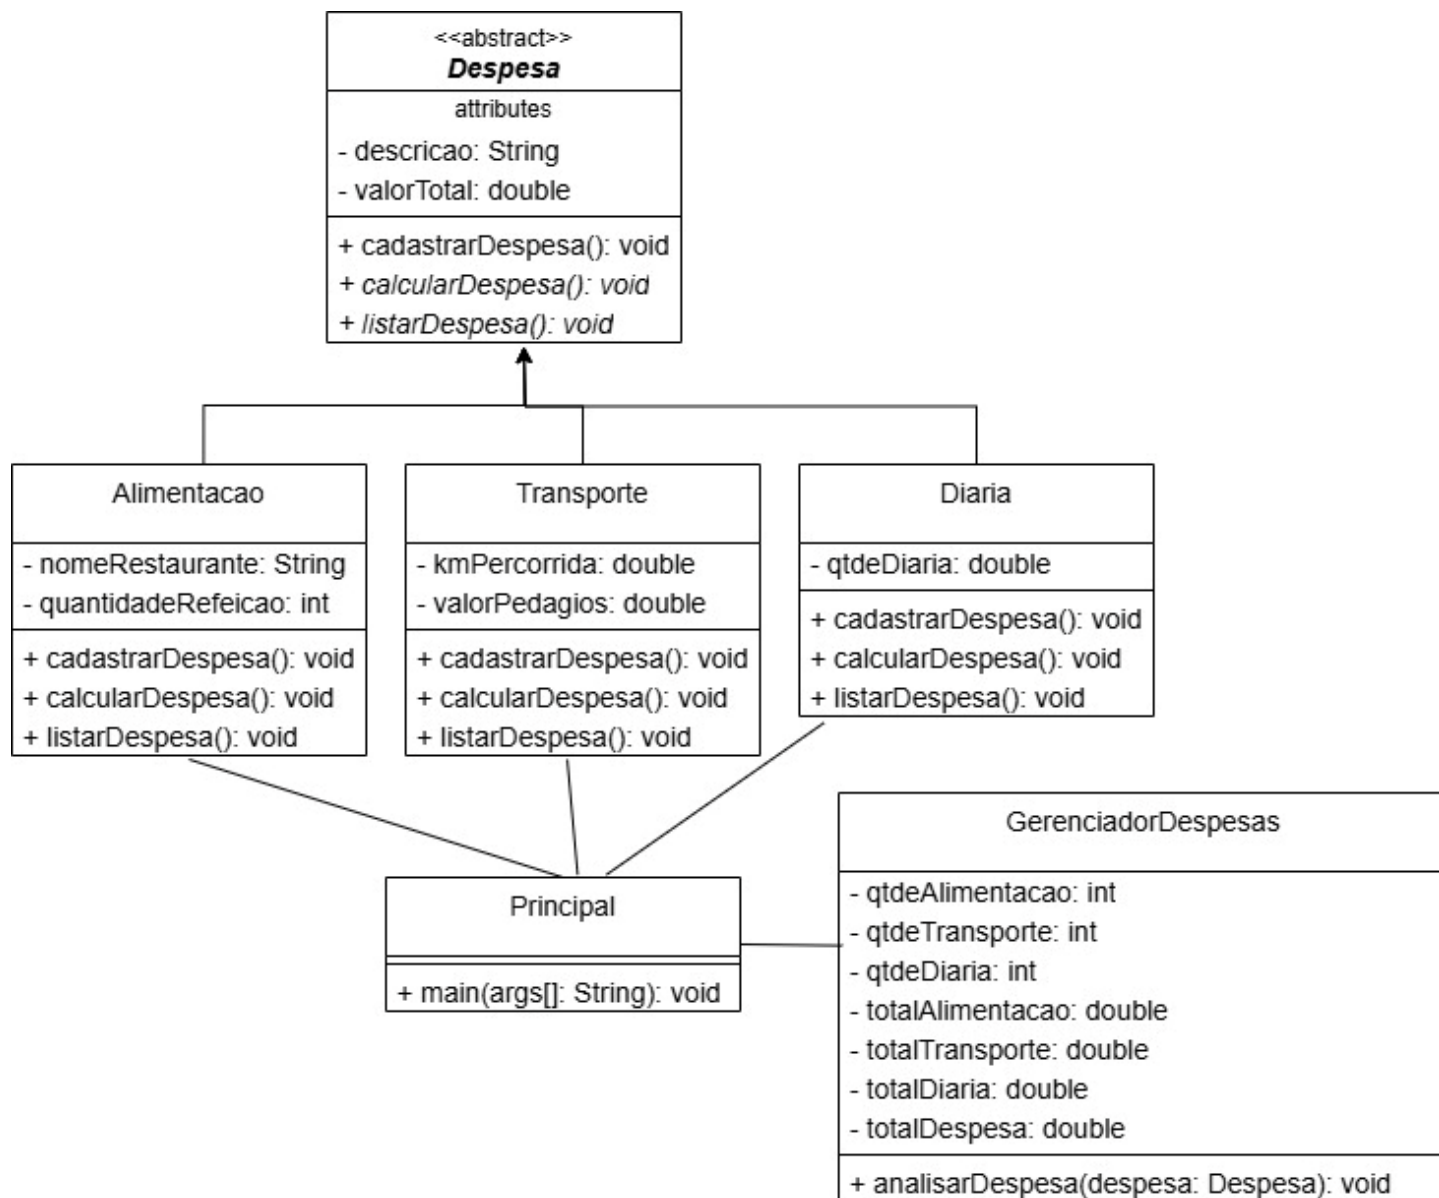 <<abstract>>
Despesa
attributes
- descricao: String
- valorTotal: double
+ cadastrarDespesa(): void
+ calcularDespesa(): void
+ listarDespesa(): void
Alimentacao
- nomeRestaurante: String
- quantidadeRefeicao: int
+ cadastrarDespesa(): void
+ calcularDespesa(): void
+ listarDespesa(): void
Transporte
- kmPercorrida: double
- valorPedagios: double
+ cadastrarDespesa(): void
+ calcularDespesa(): void
+ listarDespesa(): void
Diaria
- qtdeDiaria: double
+ cadastrarDespesa(): void
+ calcularDespesa(): void
+ listarDespesa(): void
Principal
+ main(args[]: String): void
GerenciadorDespesas
- qtdeAlimentacao: int
- qtdeTransporte: int
- qtdeDiaria: int
- totalAlimentacao: double
- totalTransporte: double
- totalDiaria: double
- totalDespesa: double
+ analisarDespesa(despesa: Despesa): void